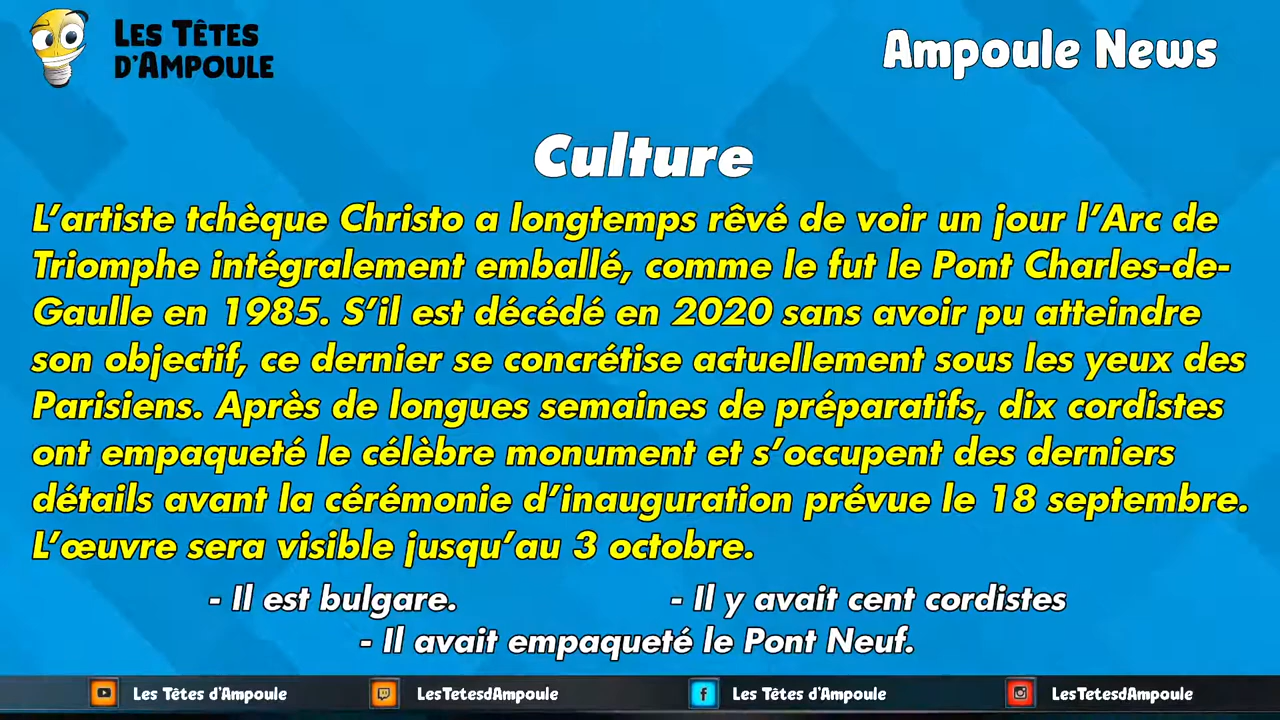 LES TÊTES
D'AMPOULE
Ampoule News
Culture
L'artiste tchèque Christo a longtemps rêvé de voir un jour l'Arc de
Triomphe intégralement emballé, comme le fut le Pont Charles-de-
Gaulle en 1985. S'il est décédé en 2020 sans avoir pu atteindre
son objectif, ce dernier se concrétise actuellement sous les yeux des
Parisiens. Après de longues semaines de préparatifs, dix cordistes
ont empaqueté le célèbre monument et s'occupent des derniers
détails avant la cérémonie d'inauguration prévue le 18 septembre.
L'œuvre sera visible jusqu'au 3 octobre.
- Il est bulgare. - Il y avait cent cordistes
- Il avait empaqueté le Pont Neuf.
Les Têtes d'Ampoule LesTetesdAmpoule Les Têtes d'Ampoule LesTetesdAmpoule